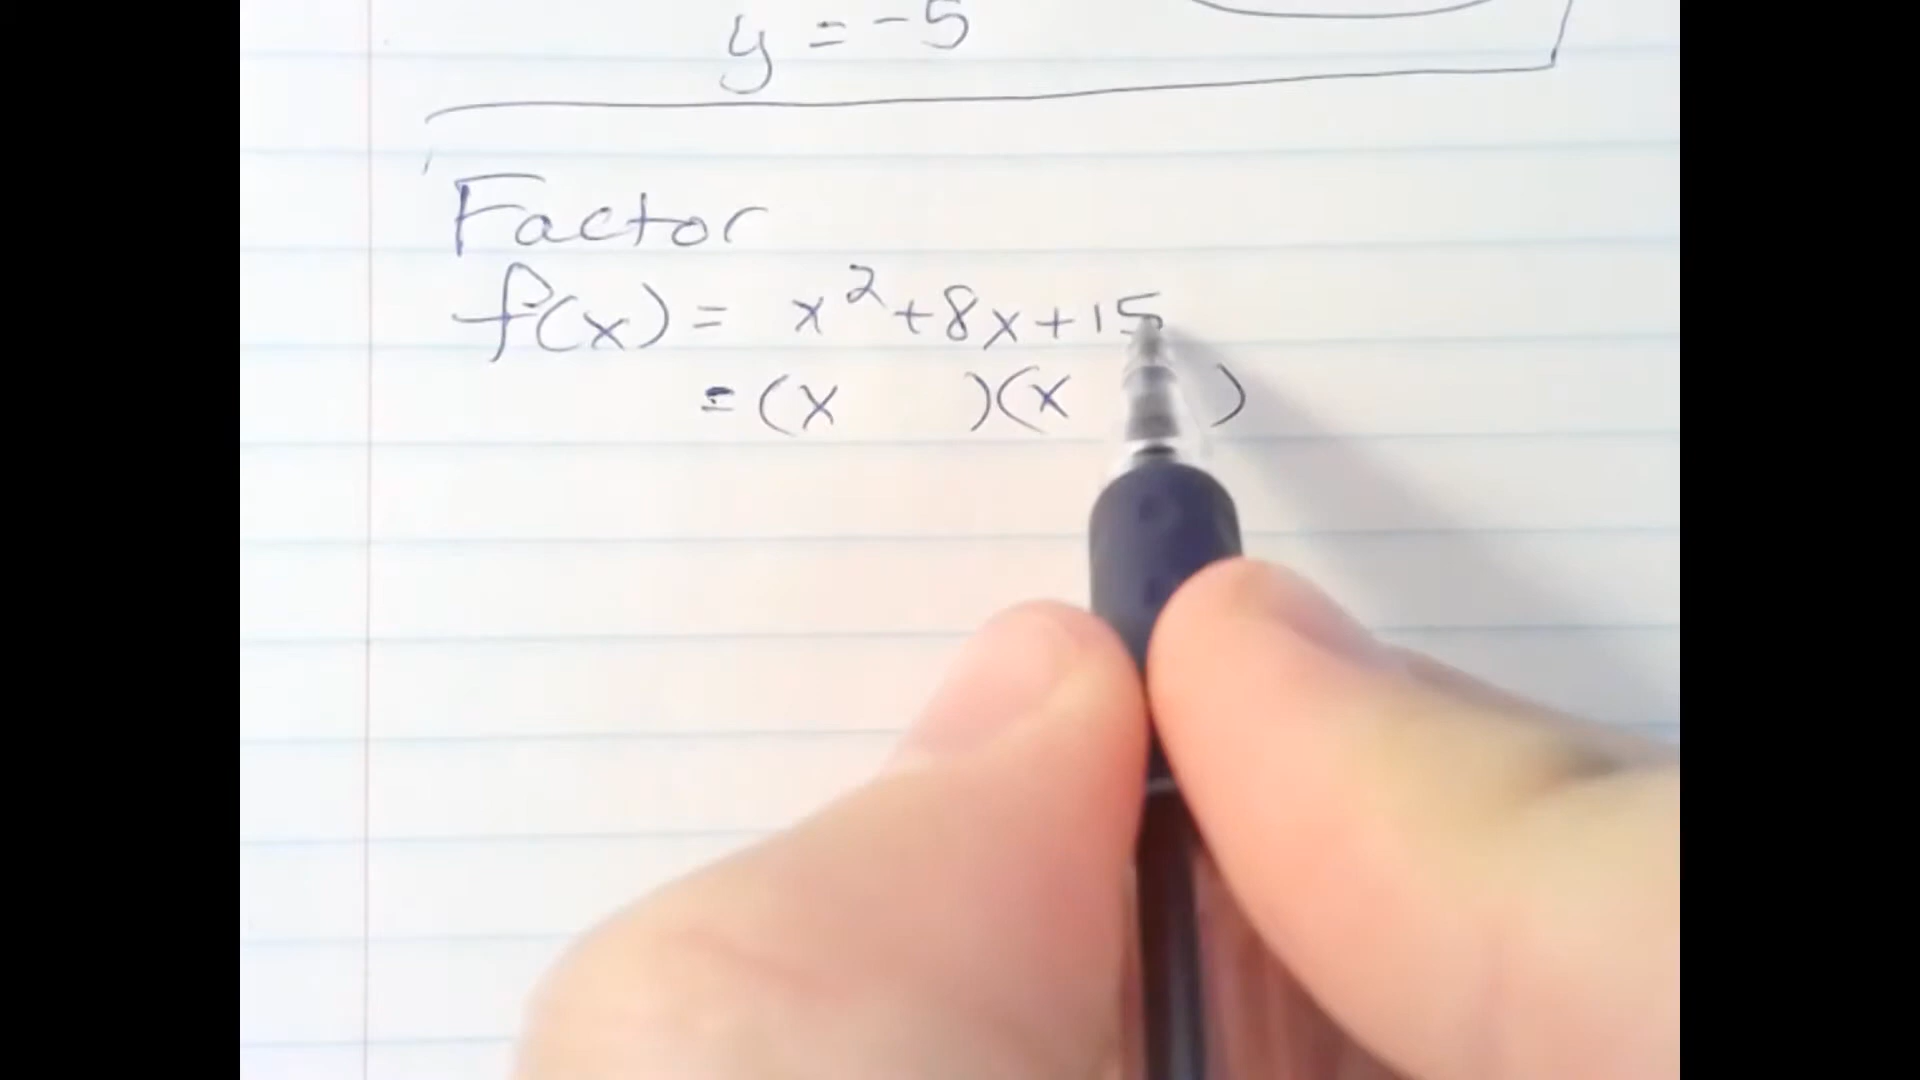 y = -5
Factor
f(x) = x²+8x+15
= (x )(x )